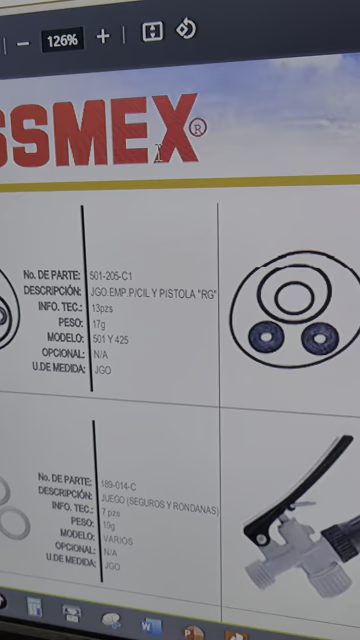 126%
SSMEX®
No. DE PARTE: 501-205-C1
DESCRIPCIÓN: JGO.EMP.P/CIL Y PISTOLA "RG"
INFO. TEC.: 13pzs
PESO: 17g
MODELO: 501 Y 425
OPCIONAL: N/A
U.DE MEDIDA: JGO
No. DE PARTE: 189-014-C
DESCRIPCIÓN: JUEGO (SEGUROS Y RONDANAS)
INFO. TEC.: 7 pzs
PESO: 19g
MODELO: VARIOS
OPCIONAL: N/A
U.DE MEDIDA: JGO